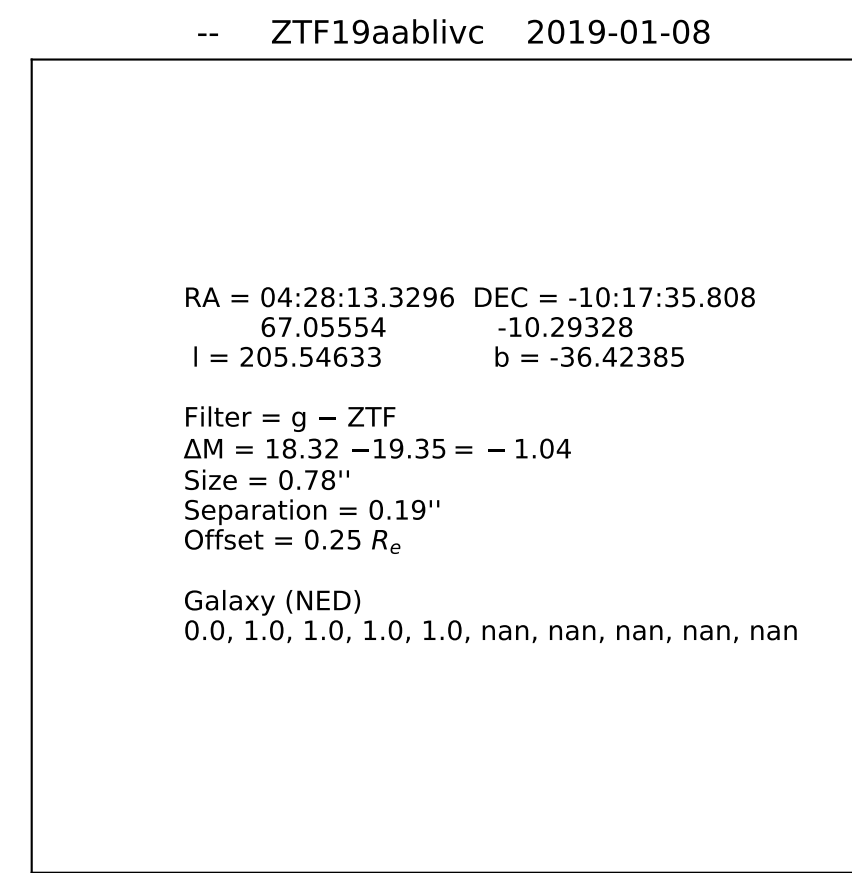 -- ZTF19aablivc 2019-01-08
RA = 04:28:13.3296 DEC = -10:17:35.808
67.05554 -10.29328
l = 205.54633 b = -36.42385
Filter = g − ZTF
ΔM = 18.32 −19.35 = − 1.04
Size = 0.78''
Separation = 0.19''
Offset = 0.25 Re
Galaxy (NED)
0.0, 1.0, 1.0, 1.0, 1.0, nan, nan, nan, nan, nan